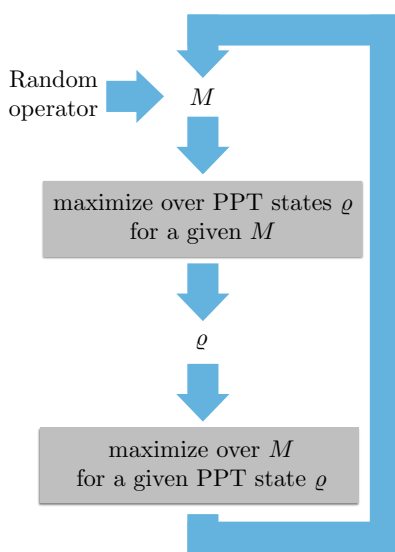 Random
operator
M
maximize over PPT states ϱ
for a given M
ϱ
maximize over M
for a given PPT state ϱ